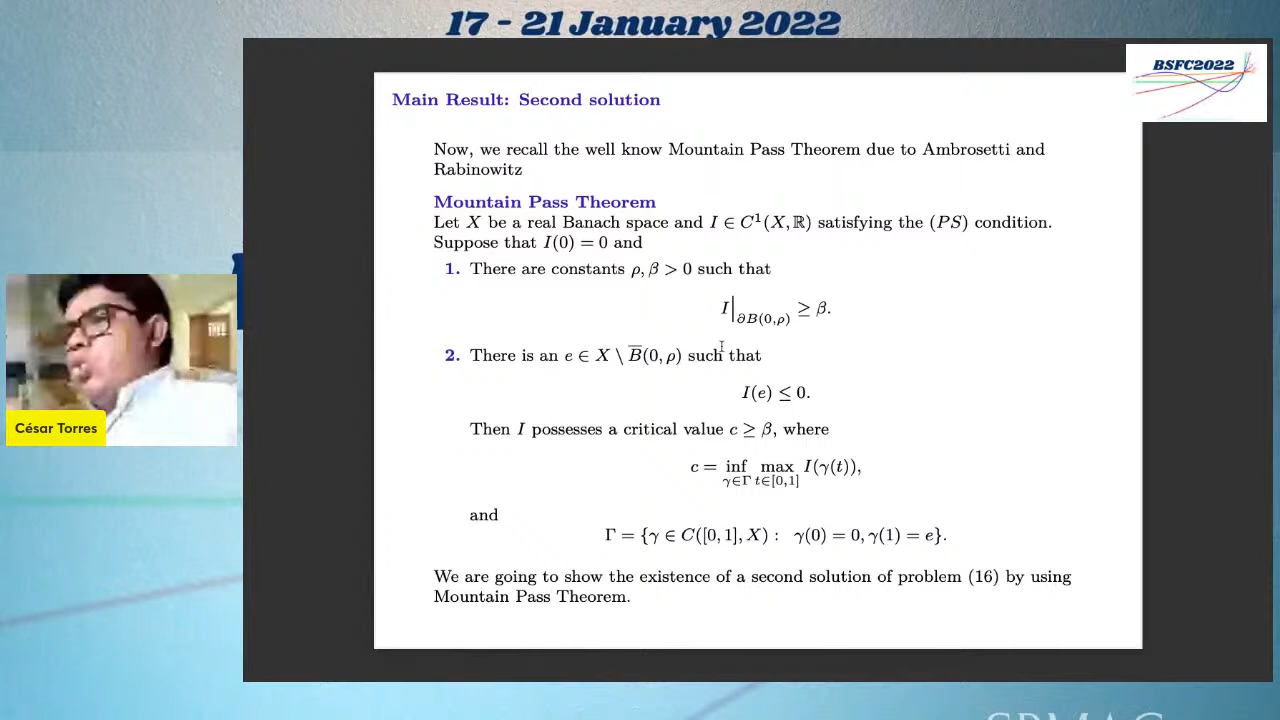 17 - 21 January 2022
BSFC2022
Main Result: Second solution
Now, we recall the well know Mountain Pass Theorem due to Ambrosetti and
Rabinowitz
Mountain Pass Theorem
Let X be a real Banach space and I ∈ C¹(X, ℝ) satisfying the (PS) condition.
Suppose that I(0) = 0 and
1. There are constants ρ, β > 0 such that
I|∂B(0,ρ) ≥ β.
2. There is an e ∈ X \ B̅(0, ρ) such that
I(e) ≤ 0.
Then I possesses a critical value c ≥ β, where
c = inf max I(γ(t)),
γ∈Γ t∈[0,1]
and
Γ = {γ ∈ C([0, 1], X) : γ(0) = 0, γ(1) = e}.
We are going to show the existence of a second solution of problem (16) by using
Mountain Pass Theorem.
César Torres